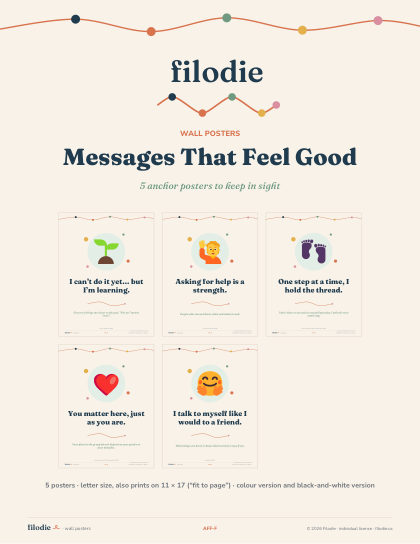 filodie
WALL POSTERS
Messages That Feel Good
5 anchor posters to keep in sight
I can't do it yet... but
I'm learning.
Asking for help is a
strength.
One step at a time, I
hold the thread.
You matter here, just
as you are.
I talk to myself like I
would to a friend.
5 posters · letter size, also prints on 11 × 17 ("fit to page") · colour version and black-and-white version
filodie wall posters
AFF-F
© 2026 Filodie · individual licence · filodie.ca